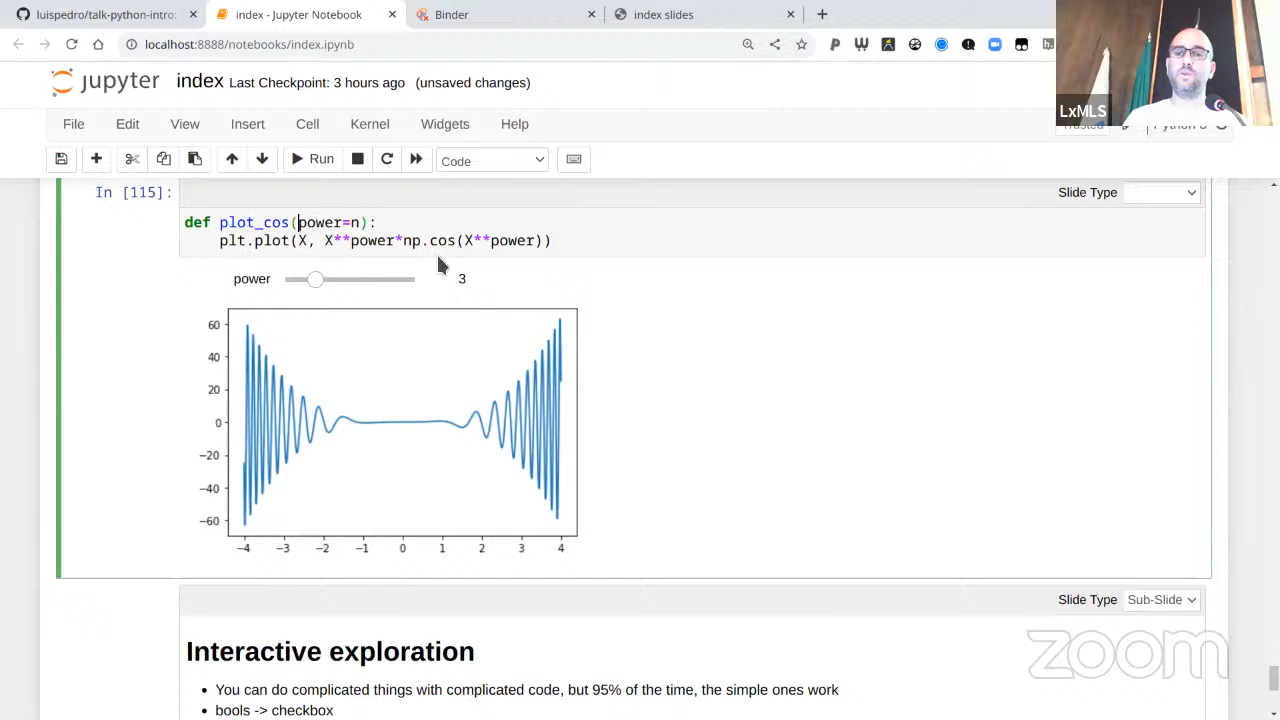 luispedro/talk-python-intro:
index - Jupyter Notebook
Binder
index slides
localhost:8888/notebooks/index.ipynb
LxMLS
jupyter index Last Checkpoint: 3 hours ago (unsaved changes)
File Edit View Insert Cell Kernel Widgets Help
Trusted Python 3
Run Code
In [115]:
Slide Type
def plot_cos(power=n):
plt.plot(X, X**power*np.cos(X**power))
power 3
60
40
20
0
−20
−40
−60
−4 −3 −2 −1 0 1 2 3 4
Slide Type Sub-Slide
Interactive exploration
• You can do complicated things with complicated code, but 95% of the time, the simple ones work
• bools -> checkbox
zoom